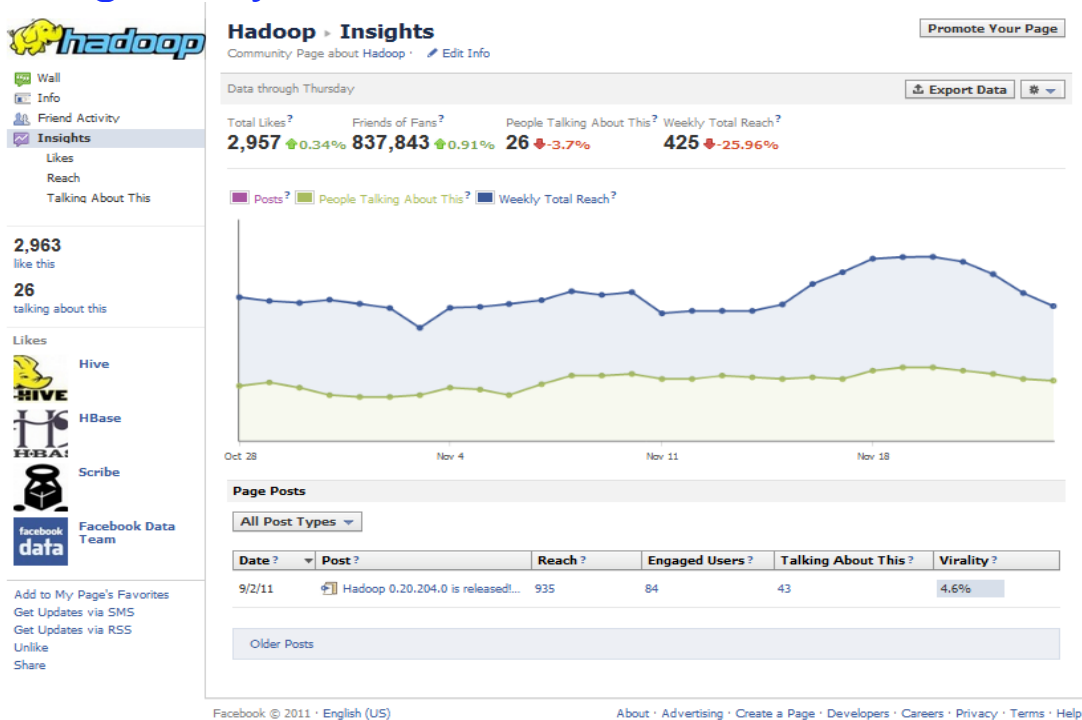 hadoop
Hadoop ▸ Insights
Promote Your Page
Community Page about Hadoop · Edit Info
Wall
Info
Friend Activity
Insights
Likes
Reach
Talking About This
Data through Thursday
Export Data
Total Likes? Friends of Fans? People Talking About This? Weekly Total Reach?
2,957 0.34% 837,843 0.91% 26 -3.7% 425 -25.96%
Posts? People Talking About This? Weekly Total Reach?
2,963
like this
26
talking about this
Likes
HIVE
Hive
HBase
Scribe
facebook
data
Facebook Data
Team
Oct 28 Nov 4 Nov 11 Nov 18
Page Posts
All Post Types
Date? Post? Reach? Engaged Users? Talking About This? Virality?
9/2/11 Hadoop 0.20.204.0 is released!... 935 84 43 4.6%
Older Posts
Add to My Page's Favorites
Get Updates via SMS
Get Updates via RSS
Unlike
Share
Facebook © 2011 · English (US)
About · Advertising · Create a Page · Developers · Careers · Privacy · Terms · Help